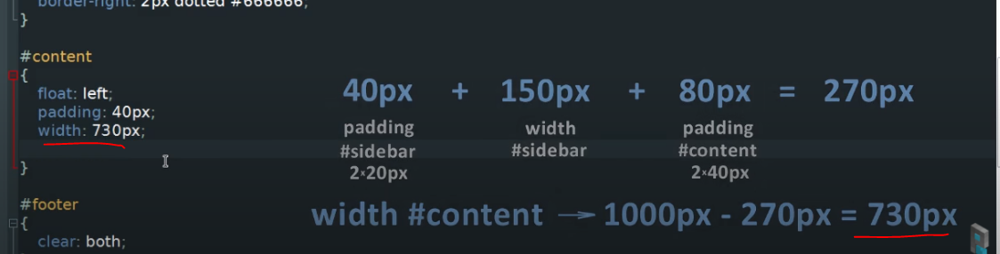 border-right: 2px dotted #666666;
}
#content
{
float: left;
padding: 40px;
width: 730px;
}
#footer
{
clear: both;
40px + 150px + 80px = 270px
padding width padding
#sidebar #sidebar #content
2×20px 2×40px
width #content → 1000px - 270px = 730px